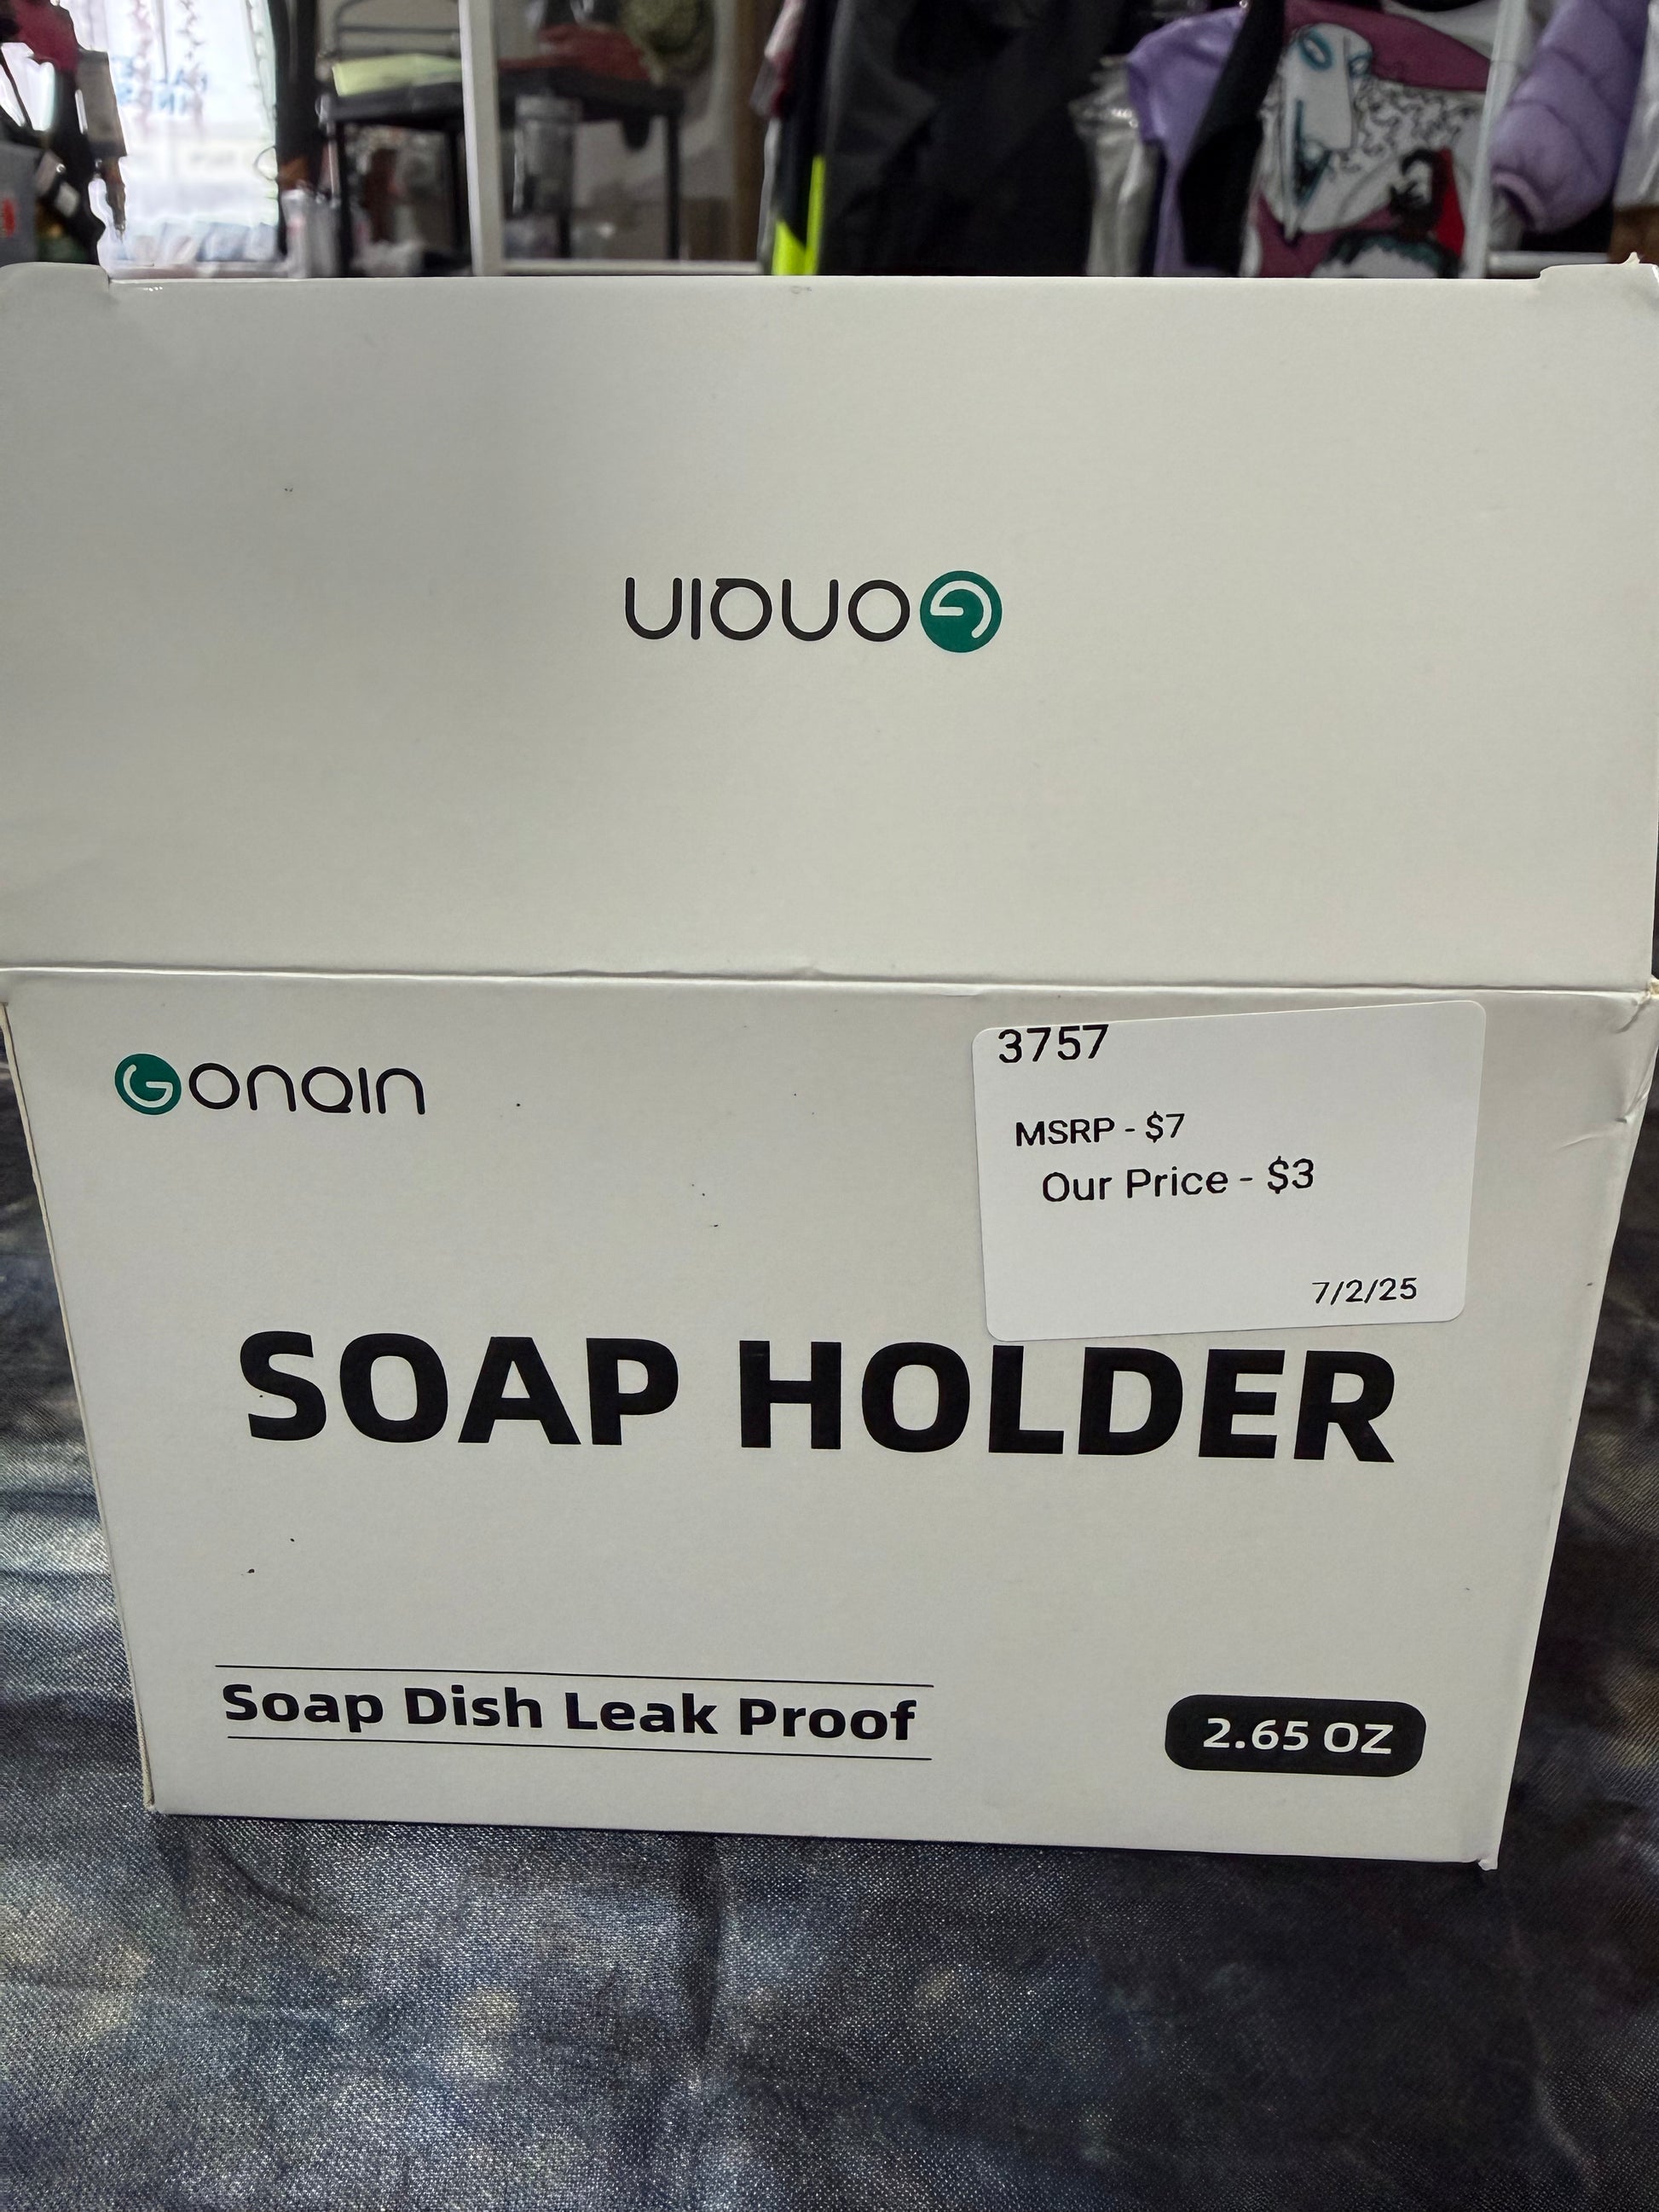 GonQin
GonQin
3757
MSRP - $7
Our Price - $3
7/2/25
SOAP HOLDER
Soap Dish Leak Proof
2.65 OZ